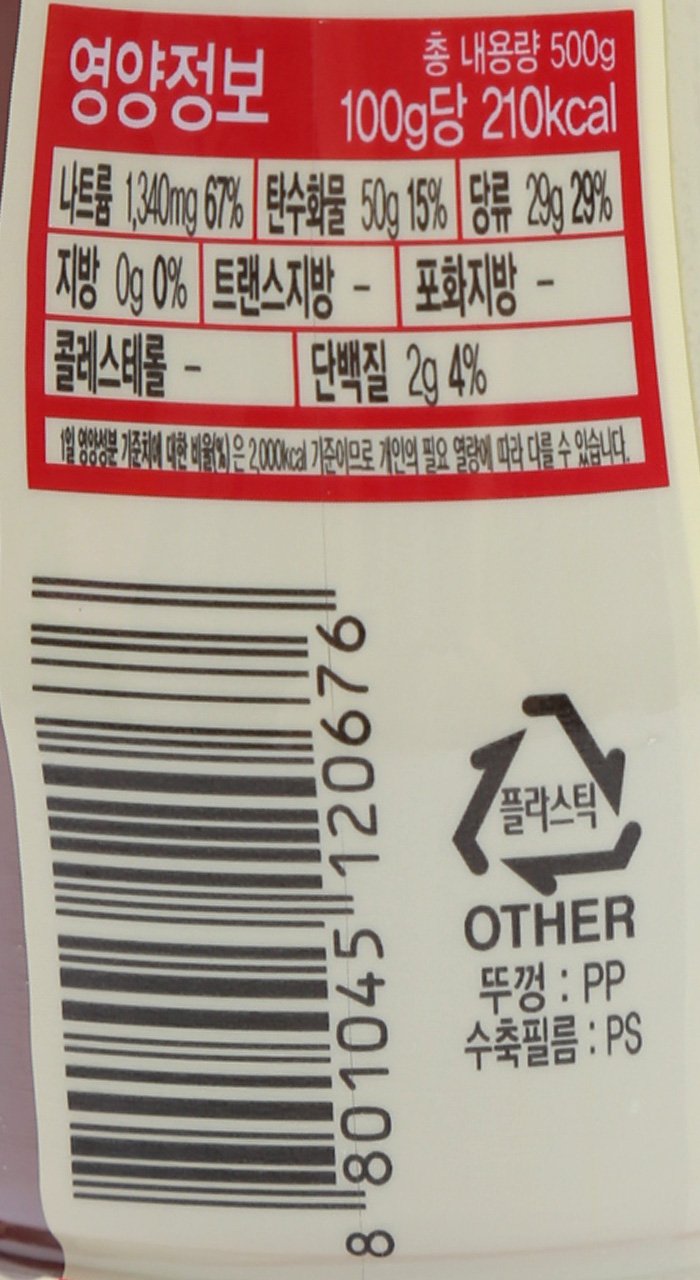 영양정보
총 내용량 500g
100g당 210kcal
나트륨 1,340mg 67% 탄수화물 50g 15% 당류 29g 29%
지방 0g 0% 트랜스지방 - 포화지방 -
콜레스테롤 - 단백질 2g 4%
1일 영양성분 기준치에 대한 비율(%)은 2,000kcal 기준이므로 개인의 필요 열량에 따라 다를 수 있습니다.
8 801045 120676
플라스틱
OTHER
뚜껑 : PP
수축필름 : PS